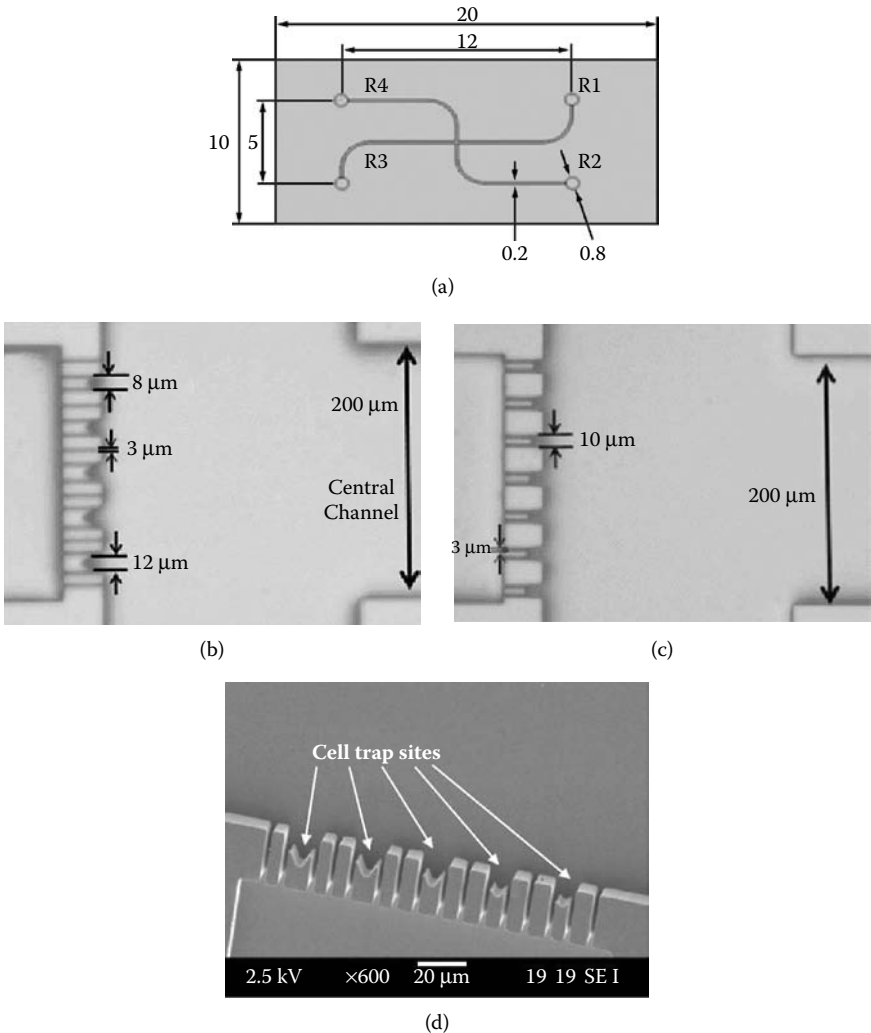 20
12
R4
R1
10
5
R3
R2
0.2
0.8
(a)
8 μm
200 μm
3 μm
Central
Channel
12 μm
(b)
10 μm
200 μm
3 μm
(c)
Cell trap sites
2.5 kV ×600 20 μm 19 19 SE I
(d)